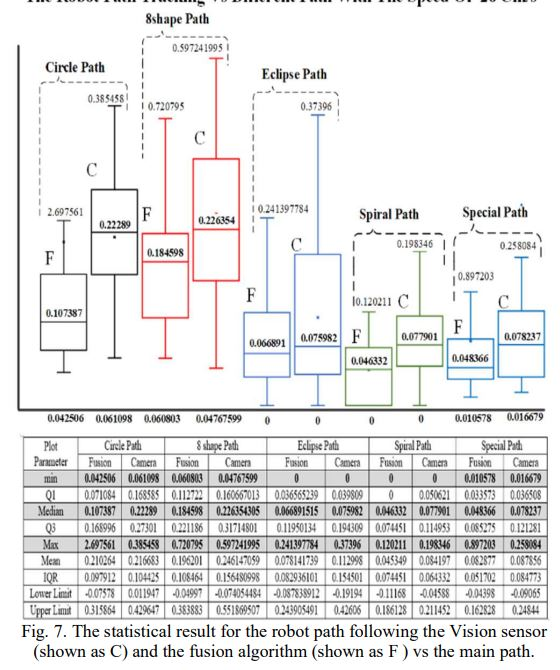 The Robot Path Tracking Vs Different Path With The Speed Of 20 Cm/s
8shape Path
0.597241995
Circle Path
Eclipse Path
0.385458
0.720795
0.37396
C
C
2.697561
F
0.241397784
0.22289
0.226354
Spiral Path
Special Path
0.184598
0.198346
0.258084
F
C
0.897203
F
0.120211
C
C
0.107387
F
F
0.066891
0.075982
0.077901
0.078237
0.046332
0.048366
0.042506 0.061098 0.060803 0.04767599 0 0 0 0 0.010578 0.016679
Plot Parameter Circle Path 8 shape Path Eclipse Path Spiral Path Special Path
Fusion Camera Fusion Camera Fusion Camera Fusion Camera Fusion Camera
min 0.042506 0.061098 0.060803 0.04767599 0 0 0 0 0.010578 0.016679
Q1 0.071084 0.168585 0.112722 0.160667013 0.036565239 0.039809 0 0.050621 0.033573 0.036508
Median 0.107387 0.22289 0.184598 0.226354305 0.066891515 0.075982 0.046332 0.077901 0.048366 0.078237
Q3 0.168996 0.27301 0.221186 0.31714801 0.11950134 0.194309 0.074451 0.114953 0.085275 0.121281
Max 2.697561 0.385458 0.720795 0.597241995 0.241397784 0.37396 0.120211 0.198346 0.897203 0.258084
Mean 0.210264 0.216683 0.196201 0.246147059 0.078141739 0.112998 0.045349 0.084197 0.082877 0.087856
IQR 0.097912 0.104425 0.108464 0.156480998 0.082936101 0.154501 0.074451 0.064332 0.051702 0.084773
Lower Limit -0.07578 0.011947 -0.04997 -0.074054484 -0.087838912 -0.19194 -0.11168 -0.04588 -0.04398 -0.09065
Upper Limit 0.315864 0.429647 0.383883 0.551869507 0.243905491 0.42606 0.186128 0.211452 0.162828 0.24844
Fig. 7. The statistical result for the robot path following the Vision sensor
(shown as C) and the fusion algorithm (shown as F ) vs the main path.